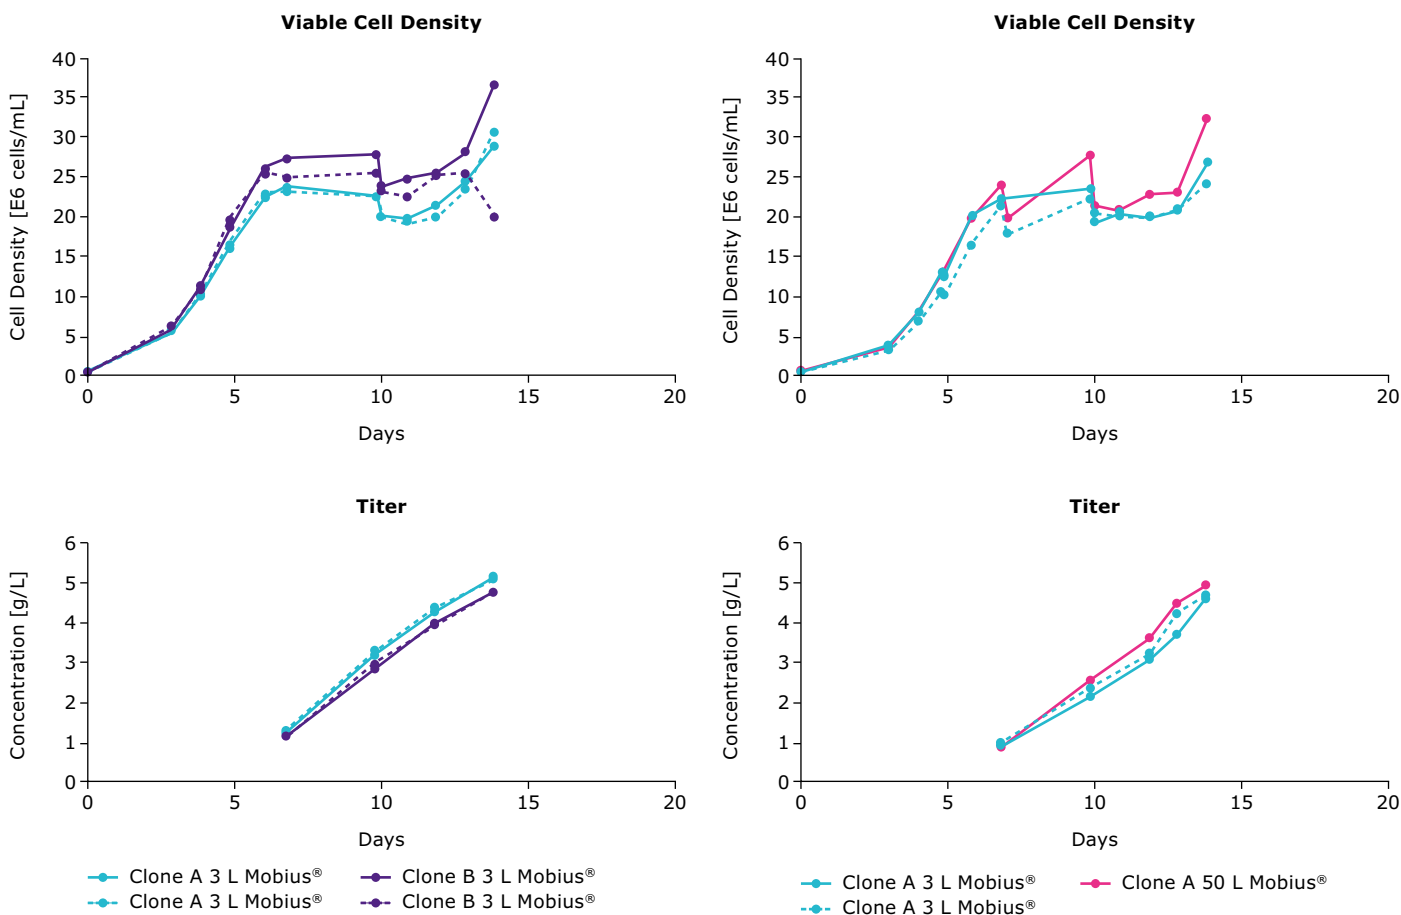 Viable Cell Density
Cell Density [E6 cells/mL]
40
35
30
25
20
15
10
5
0
0 5 10 15 20
Days
Viable Cell Density
Cell Density [E6 cells/mL]
40
35
30
25
20
15
10
5
0
0 5 10 15 20
Days
Titer
Concentration [g/L]
6
5
4
3
2
1
0
0 5 10 15 20
Days
Clone A 3 L Mobius® Clone B 3 L Mobius®
Clone A 3 L Mobius® Clone B 3 L Mobius®
Titer
Concentration [g/L]
6
5
4
3
2
1
0
0 5 10 15 20
Days
Clone A 3 L Mobius® Clone A 50 L Mobius®
Clone A 3 L Mobius®